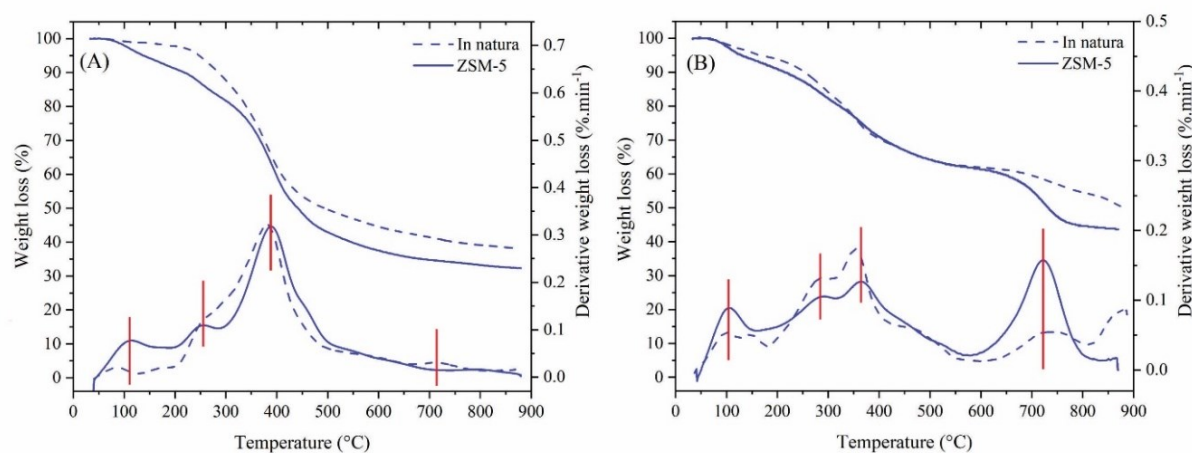 (A)
In natura
ZSM-5
Weight loss (%)
100
90
80
70
60
50
40
30
20
10
0
0.7
0.6
0.5
0.4
0.3
0.2
0.1
0.0
Derivative weight loss (%.min⁻¹)
0 100 200 300 400 500 600 700 800 900
Temperature (°C)
(B)
In natura
ZSM-5
Weight loss (%)
100
90
80
70
60
50
40
30
20
10
0
0.5
0.4
0.3
0.2
0.1
0.0
Derivative weight loss (%.min⁻¹)
0 100 200 300 400 500 600 700 800 900
Temperature (°C)